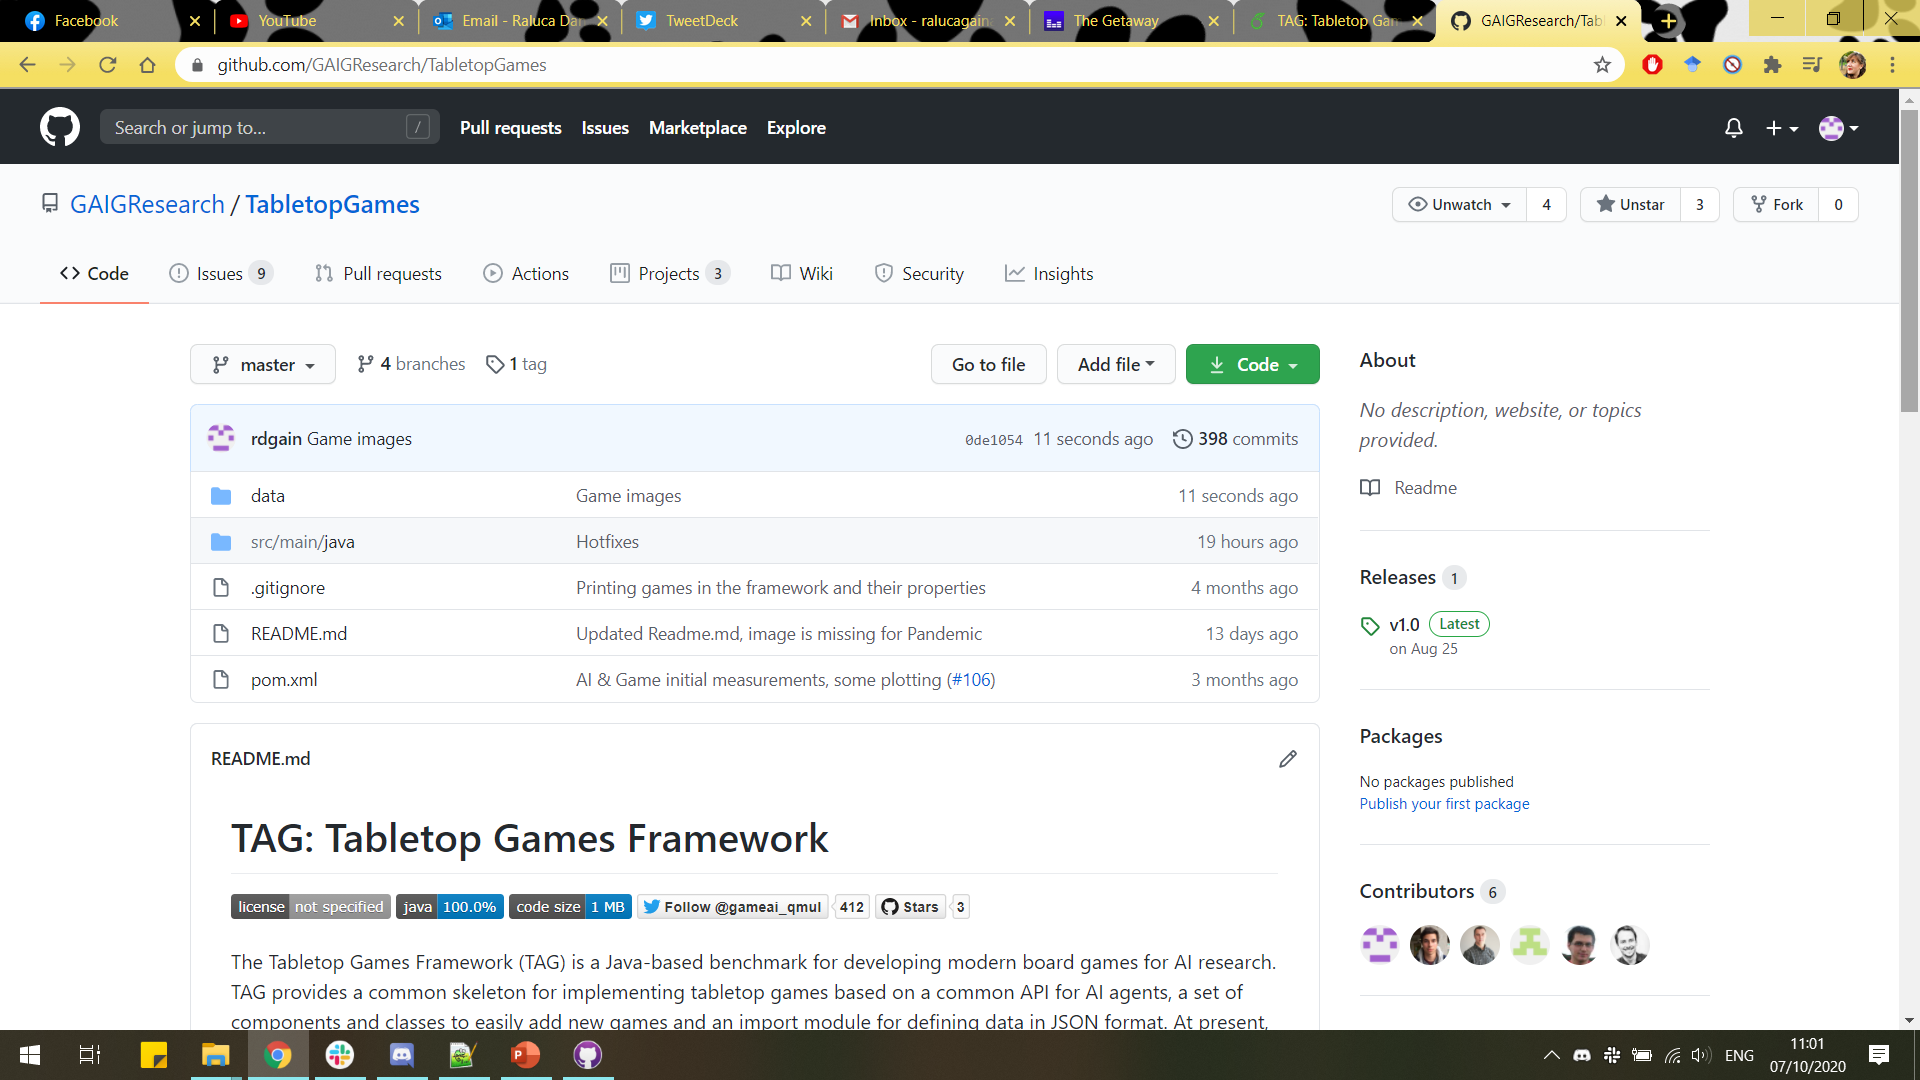 Facebook
YouTube
Email - Raluca Da
TweetDeck
Inbox - ralucagain
The Getaway
TAG: Tabletop Gam
GAIGResearch/Tab
github.com/GAIGResearch/TabletopGames
Search or jump to...
/
Pull requests
Issues
Marketplace
Explore
GAIGResearch / TabletopGames
Unwatch 4
Unstar 3
Fork 0
Code
Issues 9
Pull requests
Actions
Projects 3
Wiki
Security
Insights
master
4 branches
1 tag
Go to file
Add file
Code
rdgain Game images 0de1054 11 seconds ago 398 commits
data Game images 11 seconds ago
src/main/java Hotfixes 19 hours ago
.gitignore Printing games in the framework and their properties 4 months ago
README.md Updated Readme.md, image is missing for Pandemic 13 days ago
pom.xml AI & Game initial measurements, some plotting (#106) 3 months ago
README.md
TAG: Tabletop Games Framework
license not specified java 100.0% code size 1 MB Follow @gameai_qmul 412 Stars 3
The Tabletop Games Framework (TAG) is a Java-based benchmark for developing modern board games for AI research.
TAG provides a common skeleton for implementing tabletop games based on a common API for AI agents, a set of
components and classes to easily add new games and an import module for defining data in JSON format. At present,
About
No description, website, or topics
provided.
Readme
Releases 1
v1.0 Latest
on Aug 25
Packages
No packages published
Publish your first package
Contributors 6
ENG
11:01
07/10/2020